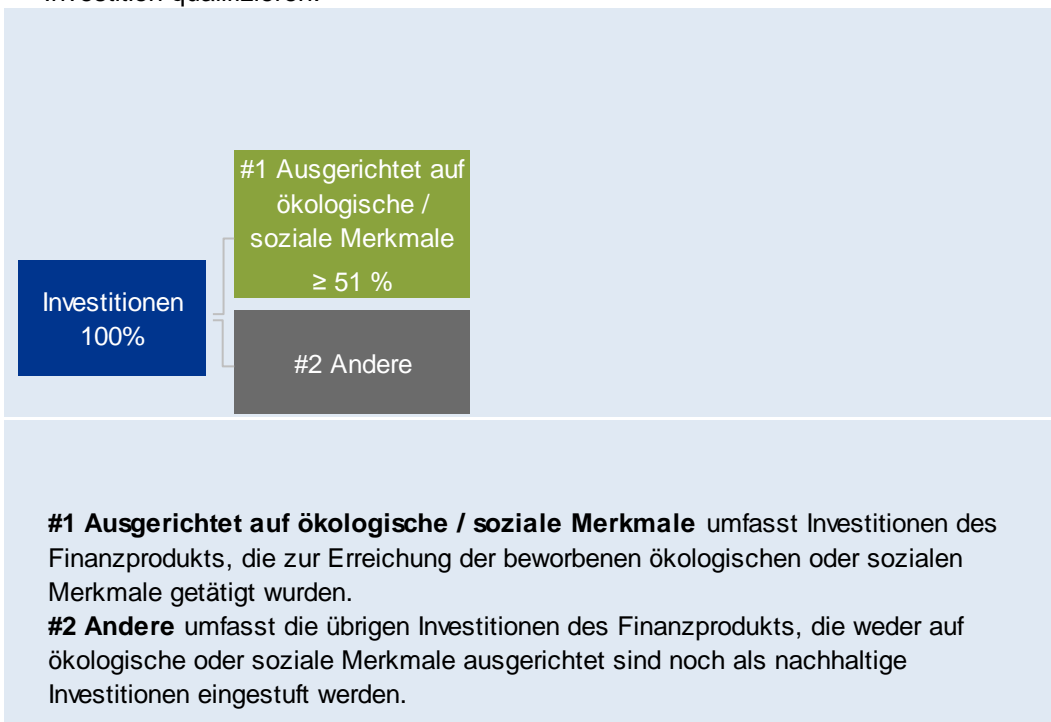 Investition qualifizieren.
#1 Ausgerichtet auf
ökologische /
soziale Merkmale
≥ 51 %
Investitionen
100%
#2 Andere
#1 Ausgerichtet auf ökologische / soziale Merkmale umfasst Investitionen des
Finanzprodukts, die zur Erreichung der beworbenen ökologischen oder sozialen
Merkmale getätigt wurden.
#2 Andere umfasst die übrigen Investitionen des Finanzprodukts, die weder auf
ökologische oder soziale Merkmale ausgerichtet sind noch als nachhaltige
Investitionen eingestuft werden.